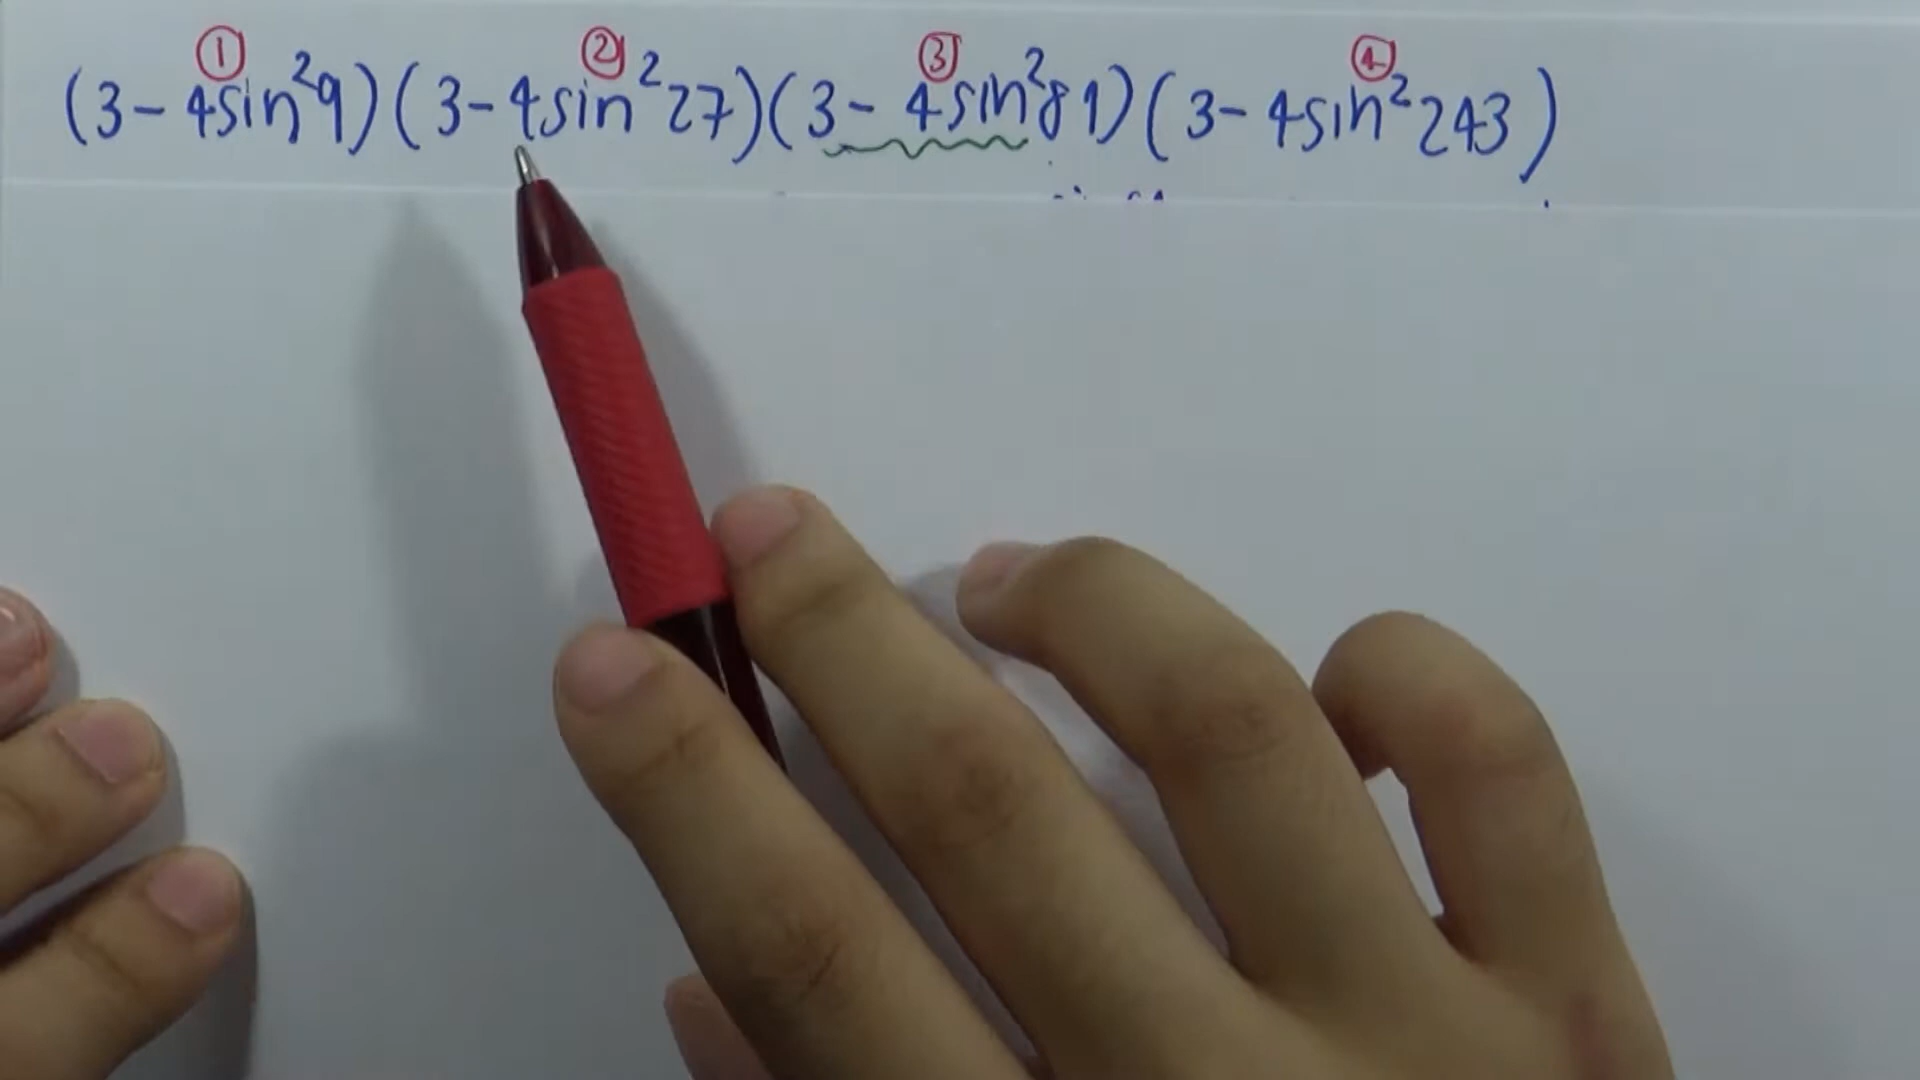 ① ② ③ ④
(3 - 4sin²9)(3 - 4sin²27)(3 - 4sin²81)(3 - 4sin²243)